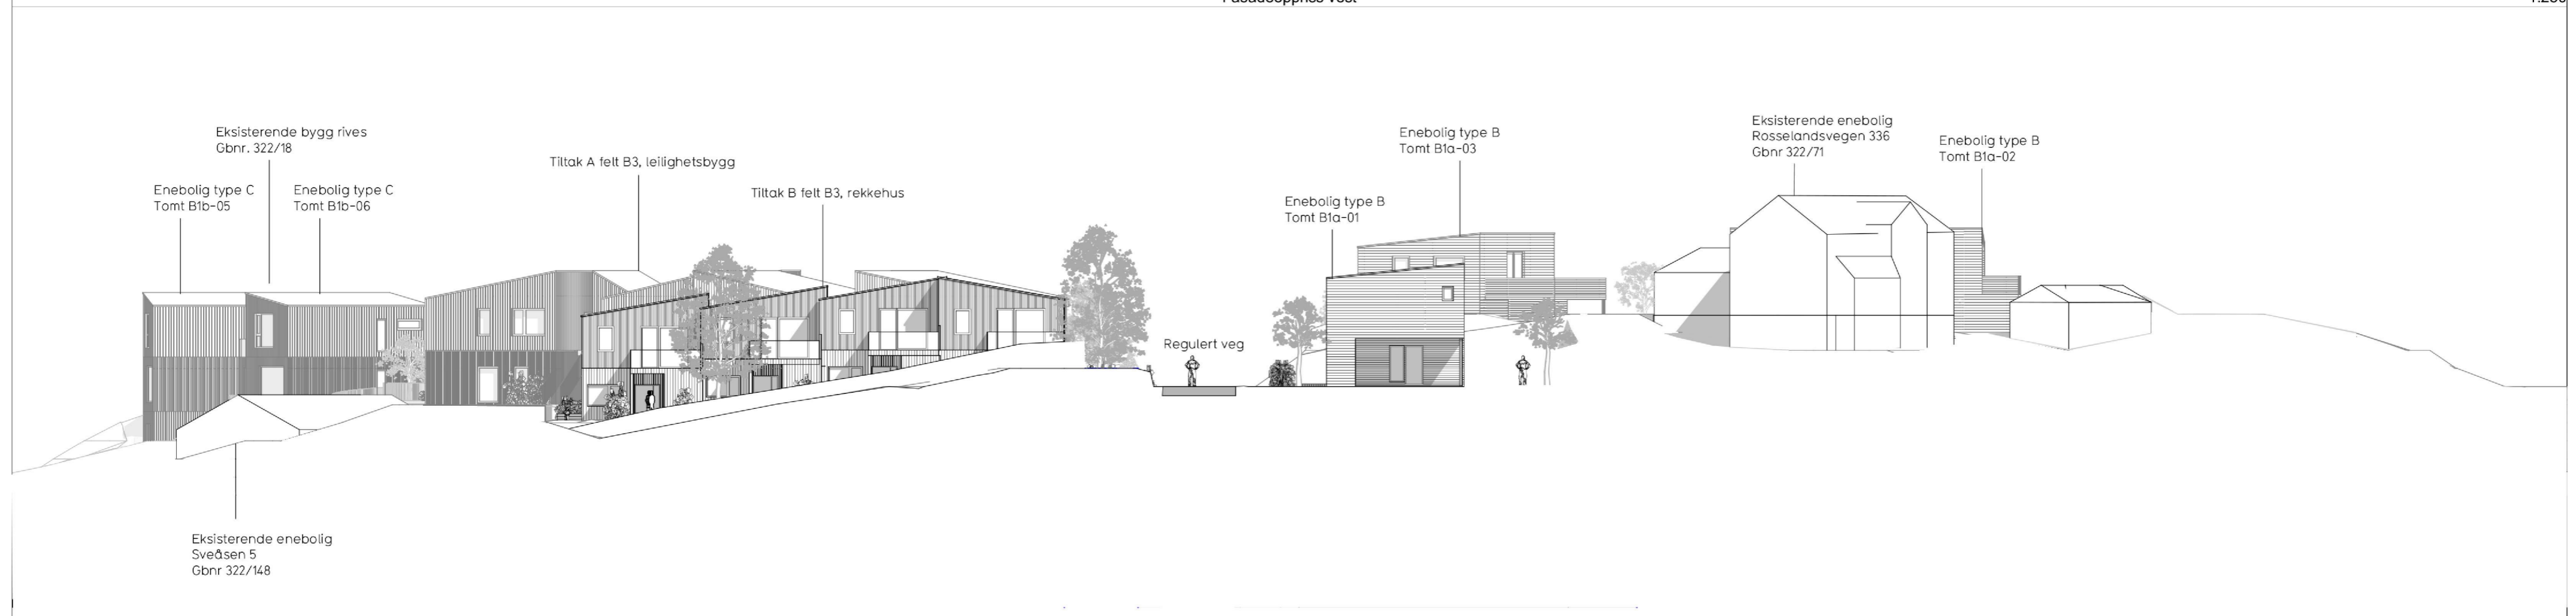 Eksisterende bygg rives
Gbnr. 322/18
Enebolig type C
Tomt B1b-05
Enebolig type C
Tomt B1b-06
Tiltak A felt B3, leilighetsbygg
Tiltak B felt B3, rekkehus
Regulert veg
Enebolig type B
Tomt B1a-01
Enebolig type B
Tomt B1a-03
Eksisterende enebolig
Rosselandsvegen 336
Gbnr 322/71
Enebolig type B
Tomt B1a-02
Eksisterende enebolig
Sveåsen 5
Gbnr 322/148